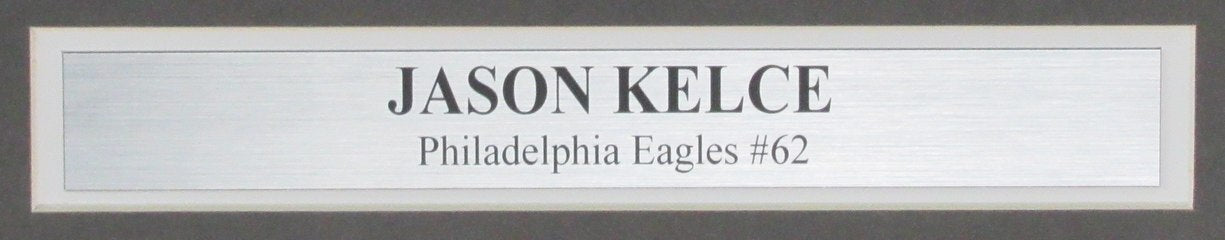 JASON KELCE
Philadelphia Eagles #62